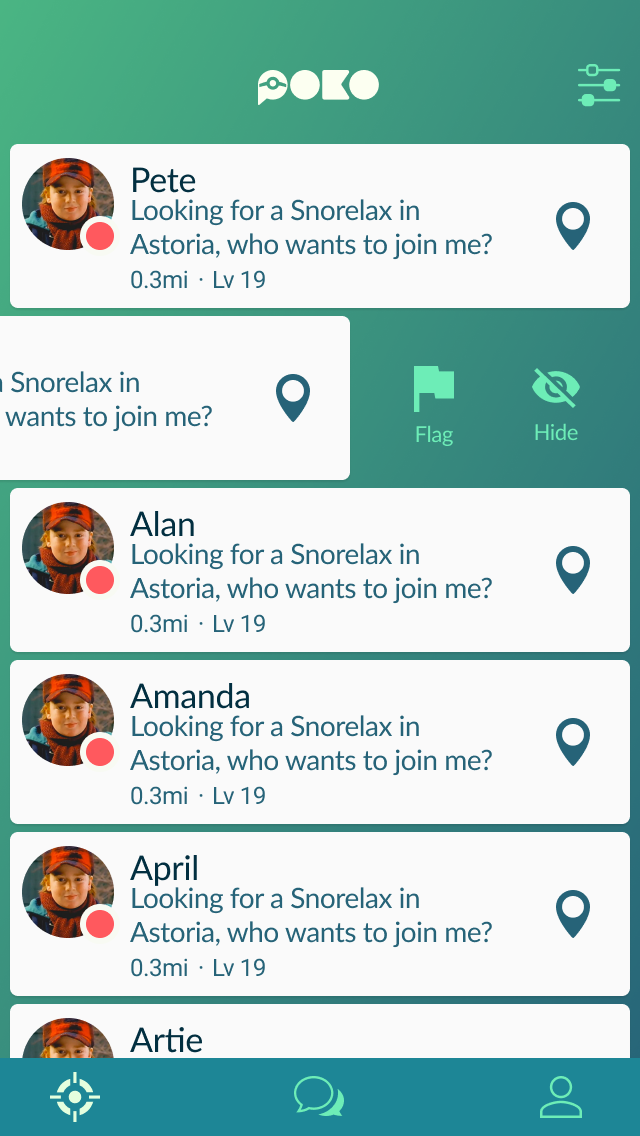 POKO
Pete
Looking for a Snorelax in
Astoria, who wants to join me?
0.3mi · Lv 19
Snorelax in
wants to join me?
Flag
Hide
Alan
Looking for a Snorelax in
Astoria, who wants to join me?
0.3mi · Lv 19
Amanda
Looking for a Snorelax in
Astoria, who wants to join me?
0.3mi · Lv 19
April
Looking for a Snorelax in
Astoria, who wants to join me?
0.3mi · Lv 19
Artie